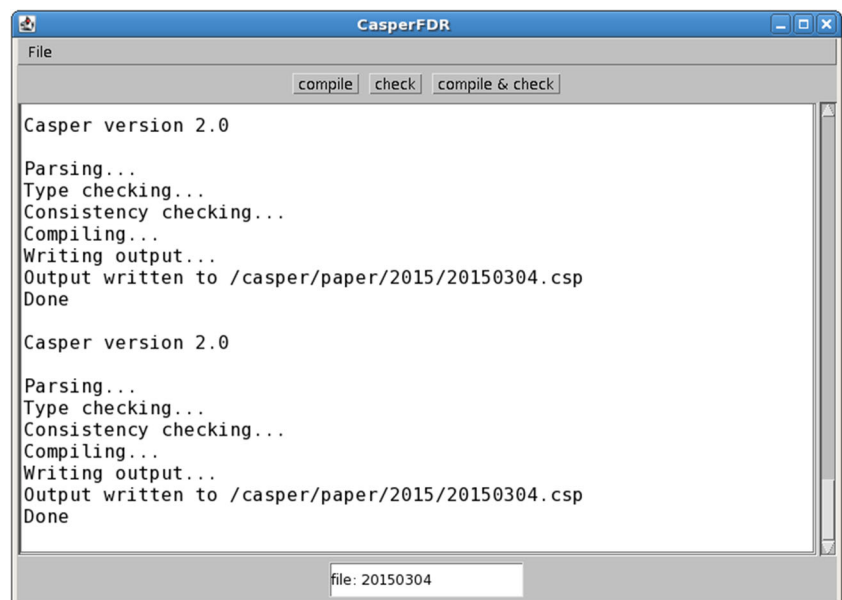 CasperFDR
File
compile check compile & check
Casper version 2.0
Parsing...
Type checking...
Consistency checking...
Compiling...
Writing output...
Output written to /casper/paper/2015/20150304.csp
Done
Casper version 2.0
Parsing...
Type checking...
Consistency checking...
Compiling...
Writing output...
Output written to /casper/paper/2015/20150304.csp
Done
file: 20150304